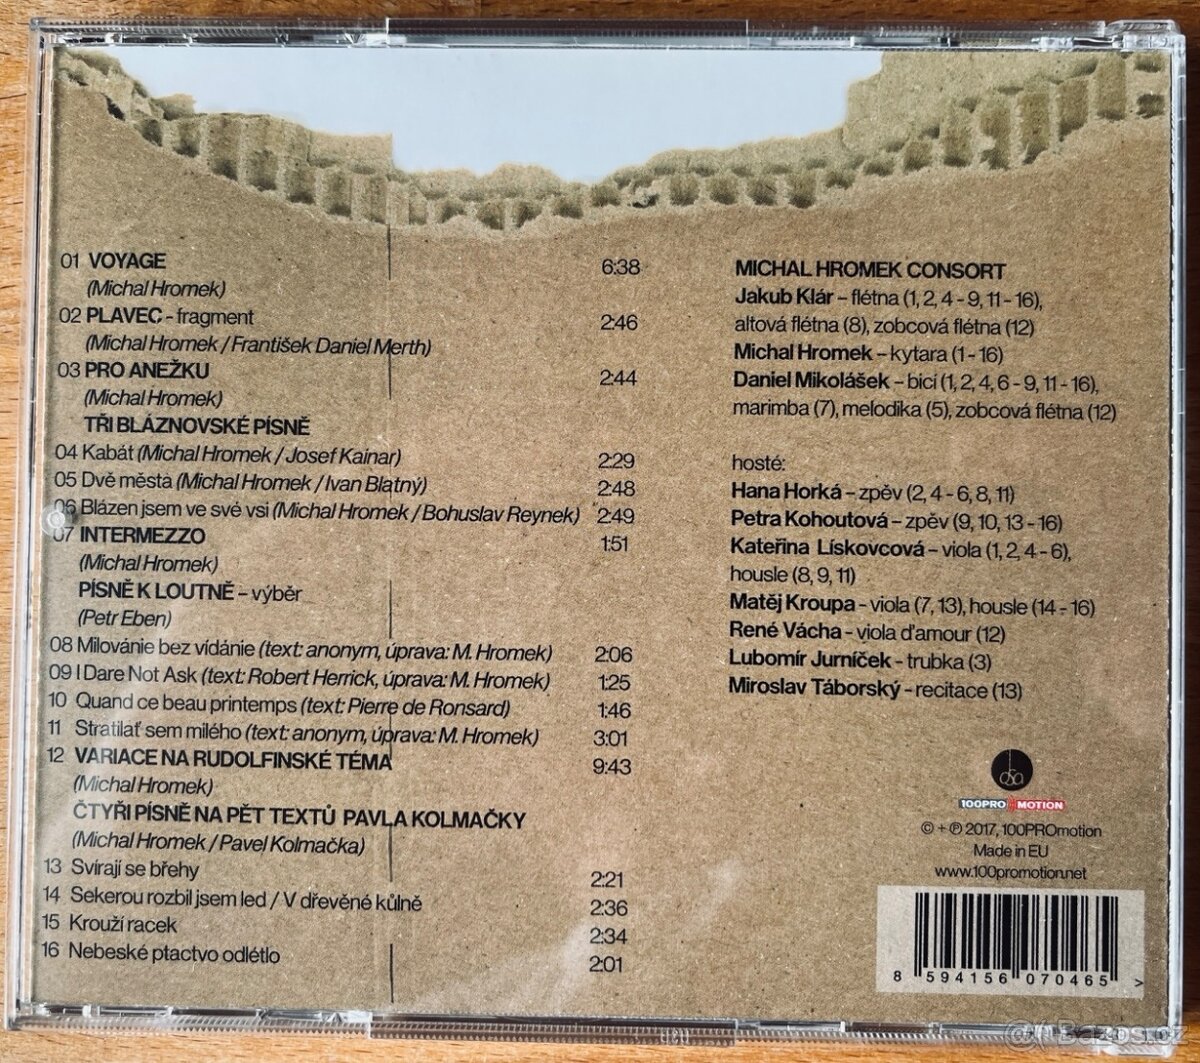 01 VOYAGE 6:38
(Michal Hromek)
02 PLAVEC - fragment 2:46
(Michal Hromek / František Daniel Merth)
03 PRO ANEŽKU 2:44
(Michal Hromek)
TŘI BLÁZNOVSKÉ PÍSNĚ
04 Kabát (Michal Hromek / Josef Kainar) 2:29
05 Dvě města (Michal Hromek / Ivan Blatný) 2:48
06 Blázen jsem ve své vsi (Michal Hromek / Bohuslav Reynek) 2:49
07 INTERMEZZO 1:51
(Michal Hromek)
PÍSNĚ K LOUTNĚ – výběr
(Petr Eben)
08 Milovánie bez vídánie (text: anonym, úprava: M. Hromek) 2:06
09 I Dare Not Ask (text: Robert Herrick, úprava: M. Hromek) 1:25
10 Quand ce beau printemps (text: Pierre de Ronsard) 1:46
11 Stratilať sem milého (text: anonym, úprava: M. Hromek) 3:01
12 VARIACE NA RUDOLFINSKÉ TÉMA 9:43
(Michal Hromek)
ČTYŘI PÍSNĚ NA PĚT TEXTŮ PAVLA KOLMAČKY
(Michal Hromek / Pavel Kolmačka)
13 Svírají se břehy 2:21
14 Sekerou rozbil jsem led / V dřevěné kůlně 2:36
15 Krouží racek 2:34
16 Nebeské ptactvo odlétlo 2:01
MICHAL HROMEK CONSORT
Jakub Klár – flétna (1, 2, 4 - 9, 11 - 16),
altová flétna (8), zobcová flétna (12)
Michal Hromek – kytara (1 - 16)
Daniel Mikolášek – bicí (1, 2, 4, 6 - 9, 11 - 16),
marimba (7), melodika (5), zobcová flétna (12)
hosté:
Hana Horká – zpěv (2, 4 - 6, 8, 11)
Petra Kohoutová – zpěv (9, 10, 13 - 16)
Kateřina Lískovcová – viola (1, 2, 4 - 6),
housle (8, 9, 11)
Matěj Kroupa - viola (7, 13), housle (14 - 16)
René Vácha - viola d'amour (12)
Lubomír Jurníček - trubka (3)
Miroslav Táborský - recitace (13)
osa
100PRO MOTION
© + ℗ 2017, 100PROmotion
Made in EU
www.100promotion.net
8 594156 070465 >
Bazos.cz